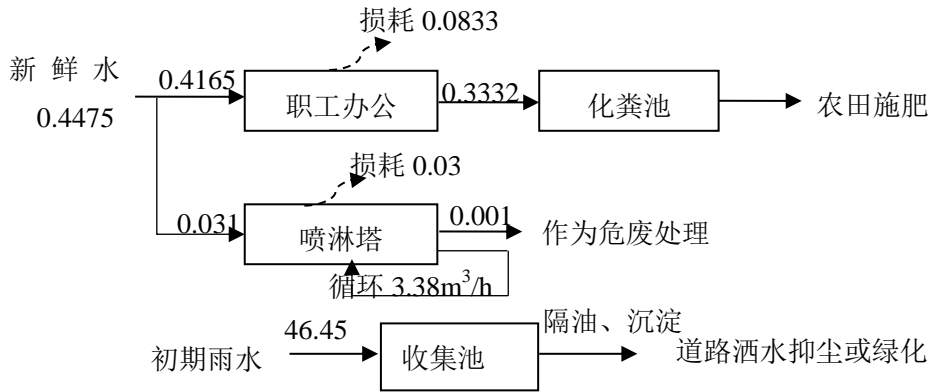 损耗 0.0833
新 鲜 水
0.4475
0.4165
职工办公
0.3332
化粪池
农田施肥
损耗 0.03
0.031
喷淋塔
0.001
作为危废处理
循环 3.38m³/h
初期雨水
46.45
收集池
隔油、沉淀
道路洒水抑尘或绿化